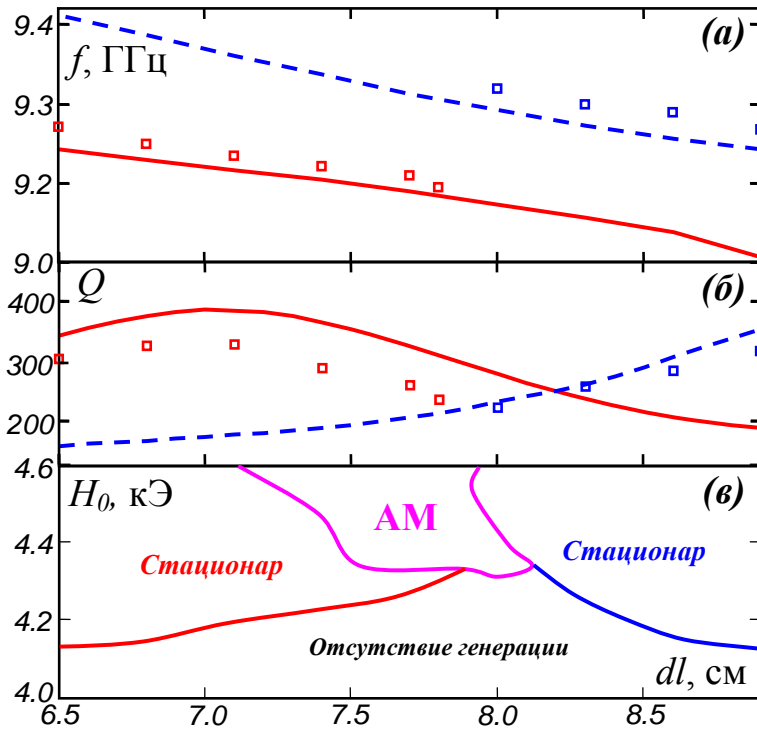 9.4
(а)
f, ГГц
9.3
9.2
9.0
Q
(б)
400
300
200
4.6
H0, кЭ
(в)
АМ
4.4
Стационар
Стационар
4.2
Отсутствие генерации
dl, см
4.0
6.5 7.0 7.5 8.0 8.5